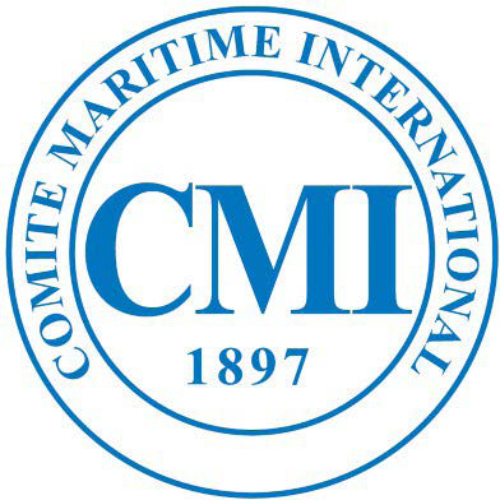 COMITE MARITIME INTERNATIONAL
CMI
1897